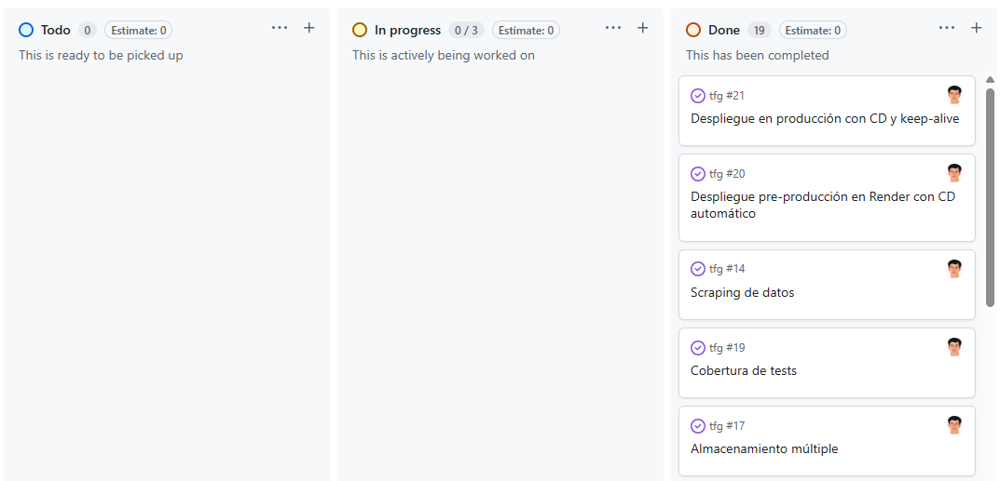 Todo 0 Estimate: 0
This is ready to be picked up
In progress 0 / 3 Estimate: 0
This is actively being worked on
Done 19 Estimate: 0
This has been completed
tfg #21
Despliegue en producción con CD y keep-alive
tfg #20
Despliegue pre-producción en Render con CD
automático
tfg #14
Scraping de datos
tfg #19
Cobertura de tests
tfg #17
Almacenamiento múltiple